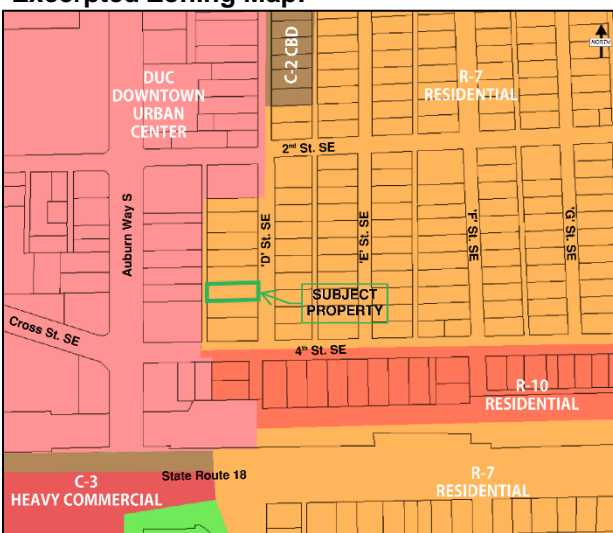 Excerpted Zoning Map:
NORTH
C-2 CBD
DUC
DOWNTOWN
URBAN
CENTER
R-7
RESIDENTIAL
2nd St. SE
Auburn Way S
'D' St. SE
'E' St. SE
'F' St. SE
'G' St. SE
SUBJECT
PROPERTY
Cross St. SE
4th St. SE
R-10
RESIDENTIAL
State Route 18
C-3
HEAVY COMMERCIAL
R-7
RESIDENTIAL